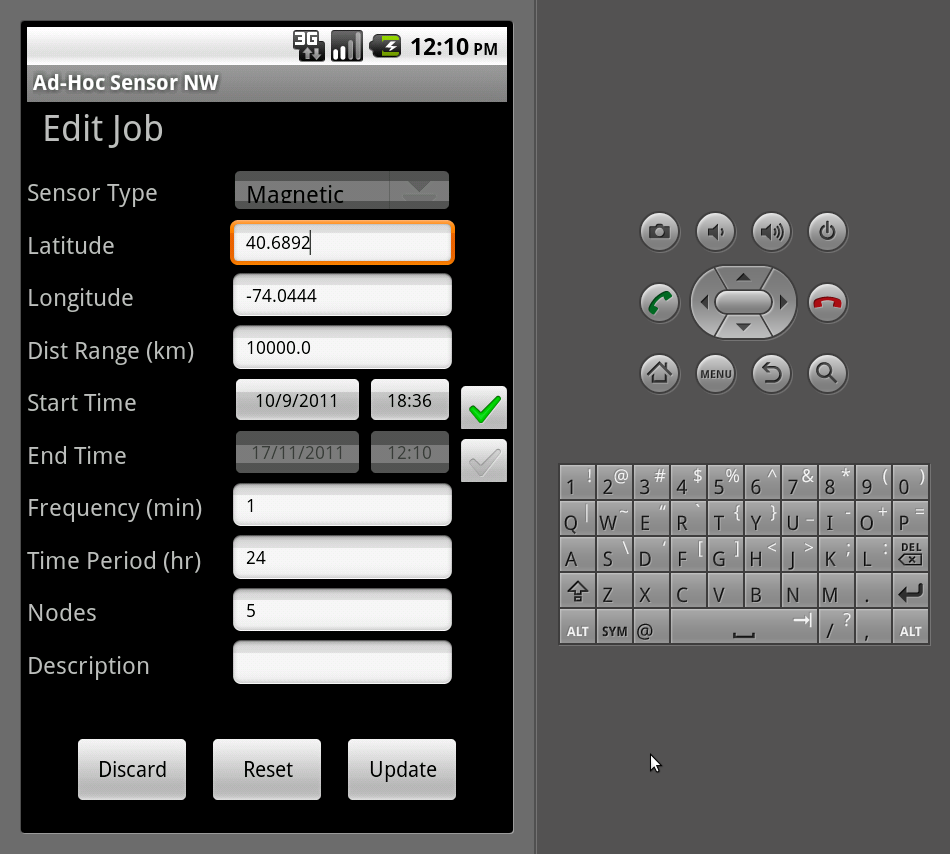 3G 12:10 PM
Ad-Hoc Sensor NW
Edit Job
Sensor Type Magnetic
Latitude 40.6892
Longitude -74.0444
Dist Range (km) 10000.0
Start Time 10/9/2011 18:36
End Time 17/11/2011 12:10
Frequency (min) 1
Time Period (hr) 24
Nodes 5
Description
Discard Reset Update
MENU
1 ! 2 @ 3 # 4 $ 5 % 6 ^ 7 & 8 * 9 ( 0 )
Q | W ~ E “ R ` T { Y } U _ I - O + P =
A S \ D ‘ F [ G ] H < J > K ; L : DEL
Z X C V B N M .
ALT SYM @ / ? , ALT